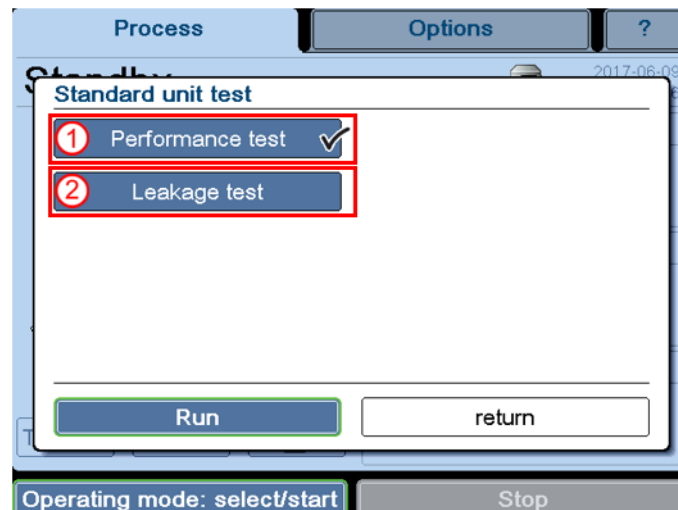 Process Options ?
2017-06-09
Standard unit test
1 Performance test
2 Leakage test
Run return
Operating mode: select/start Stop